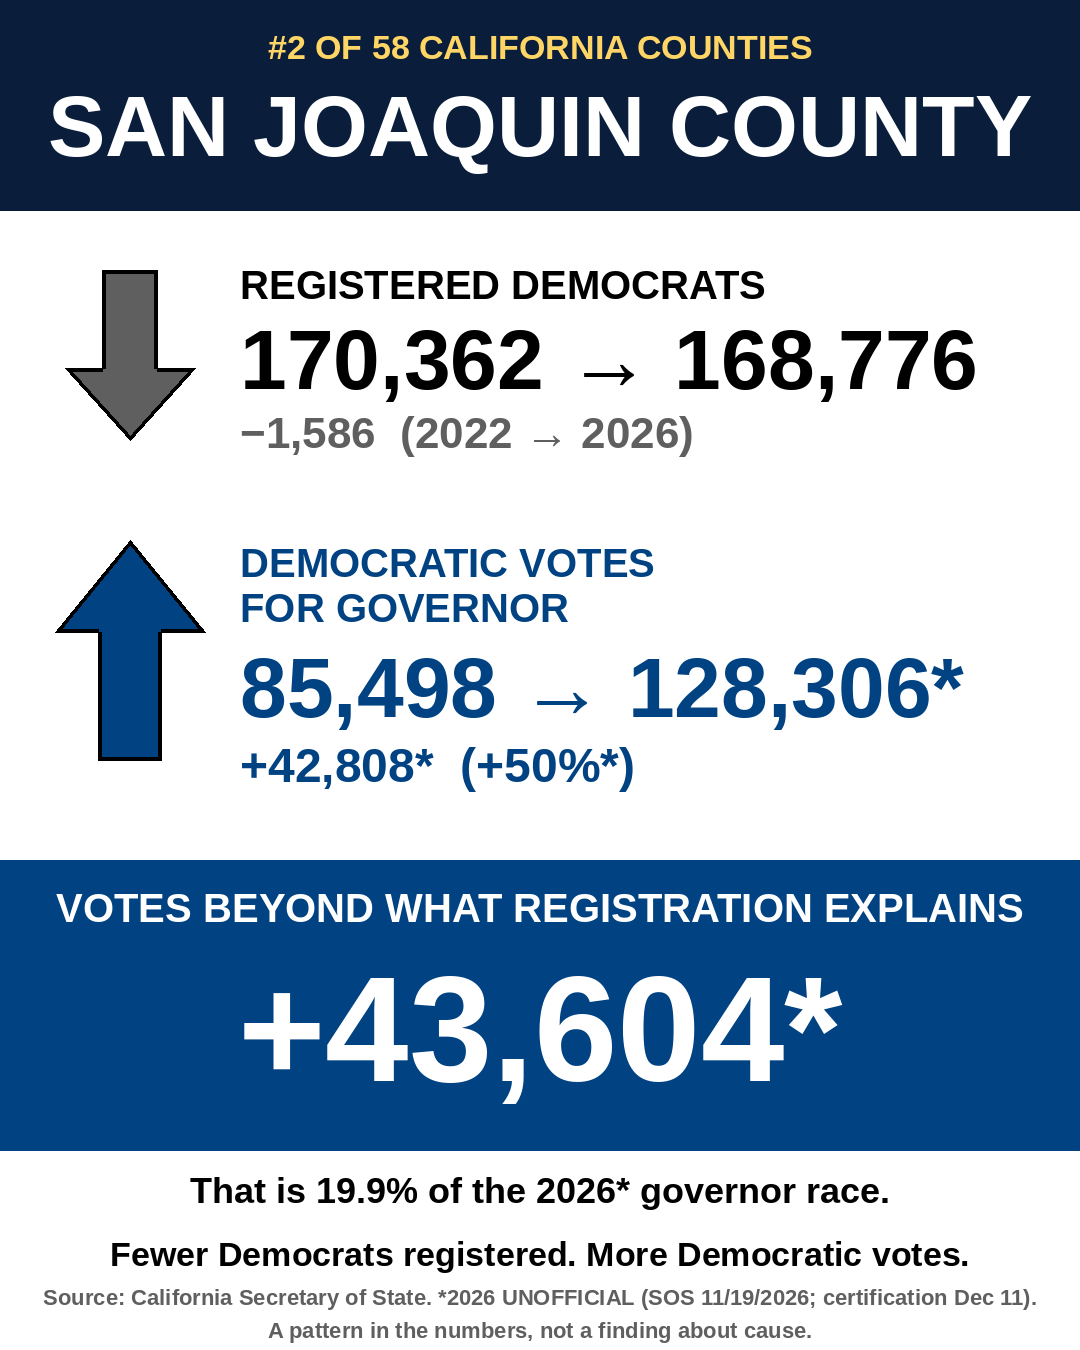 #2 OF 58 CALIFORNIA COUNTIES
SAN JOAQUIN COUNTY
REGISTERED DEMOCRATS
170,362 → 168,776
−1,586 (2022 → 2026)
DEMOCRATIC VOTES
FOR GOVERNOR
85,498 → 128,306*
+42,808* (+50%*)
VOTES BEYOND WHAT REGISTRATION EXPLAINS
+43,604*
That is 19.9% of the 2026* governor race.
Fewer Democrats registered. More Democratic votes.
Source: California Secretary of State. *2026 UNOFFICIAL (SOS 11/19/2026; certification Dec 11).
A pattern in the numbers, not a finding about cause.